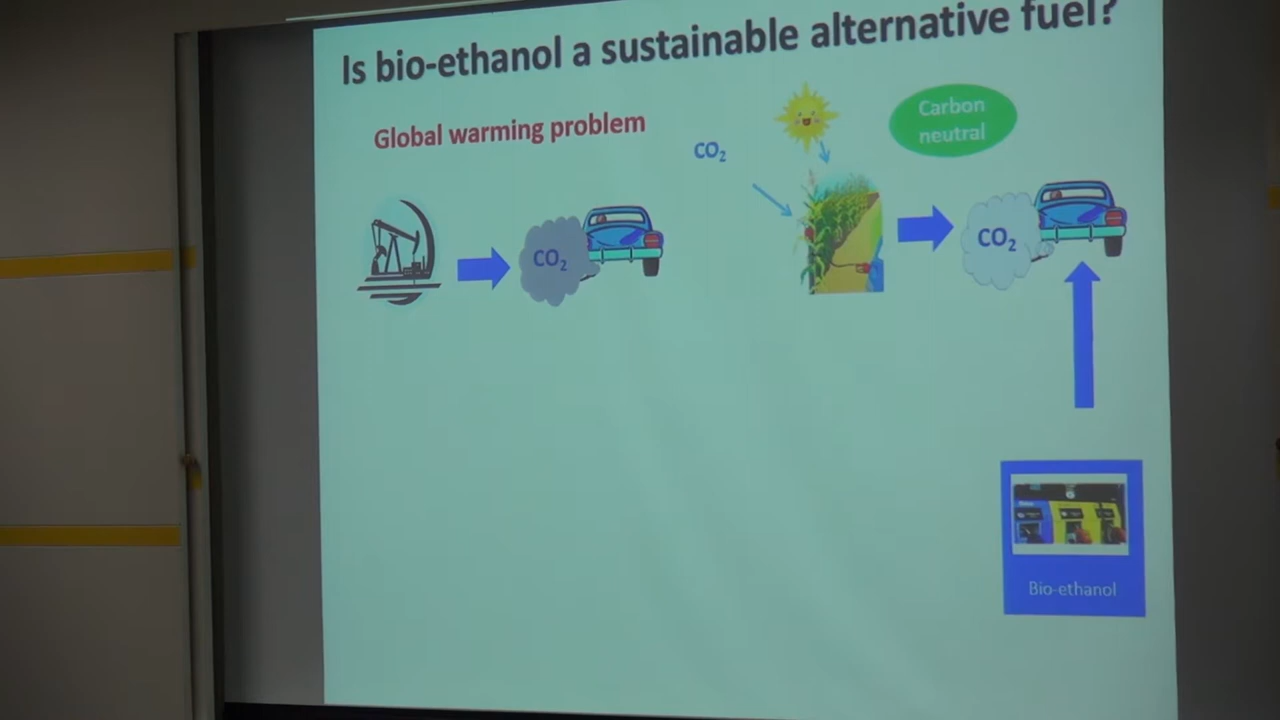 Is bio-ethanol a sustainable alternative fuel?
Global warming problem
CO₂
Carbon
neutral
CO₂
CO₂
Bio-ethanol